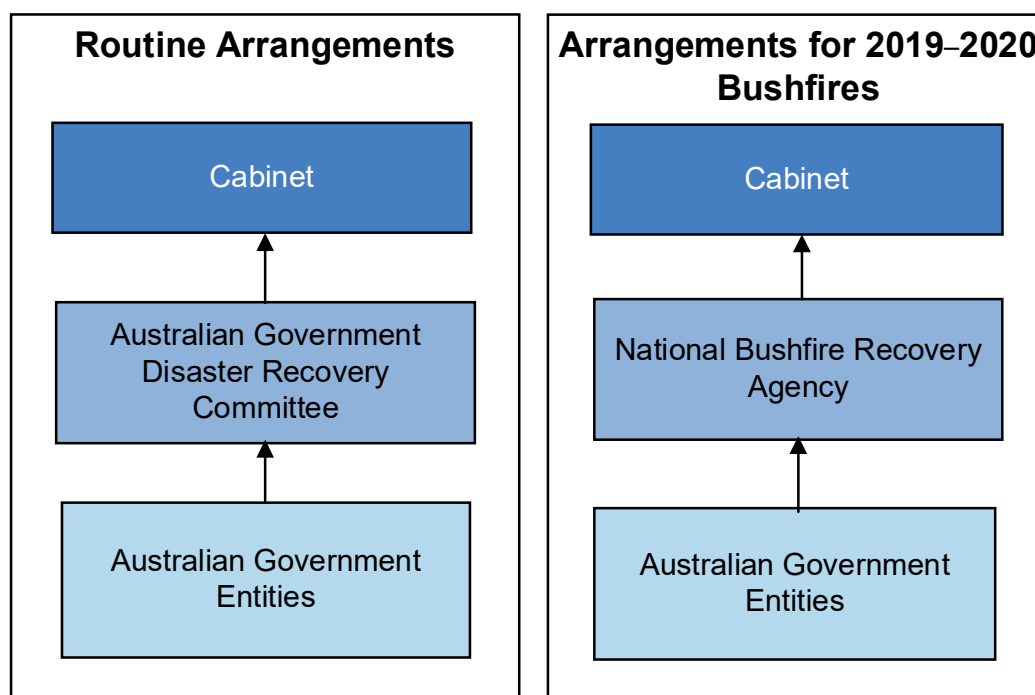 Routine Arrangements
Cabinet
Australian Government
Disaster Recovery
Committee
Australian Government
Entities
Arrangements for 2019–2020
Bushfires
Cabinet
National Bushfire Recovery
Agency
Australian Government
Entities